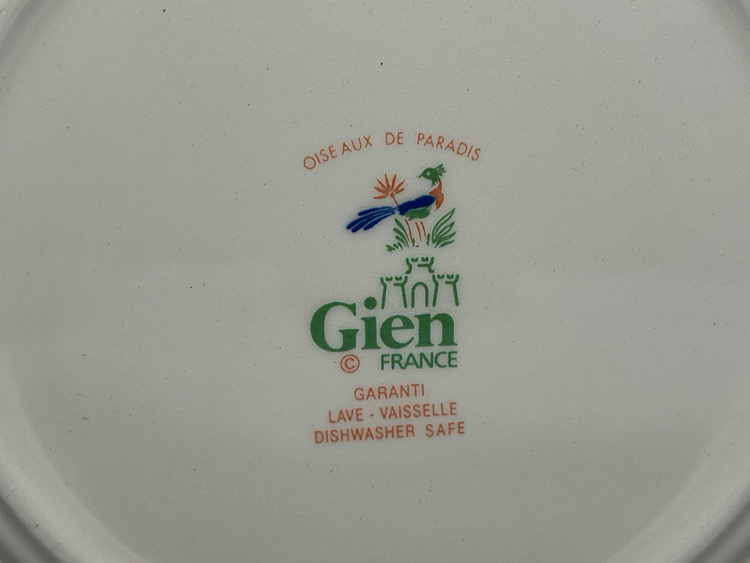 OISEAUX DE PARADIS
Gien
© FRANCE
GARANTI
LAVE - VAISSELLE
DISHWASHER SAFE